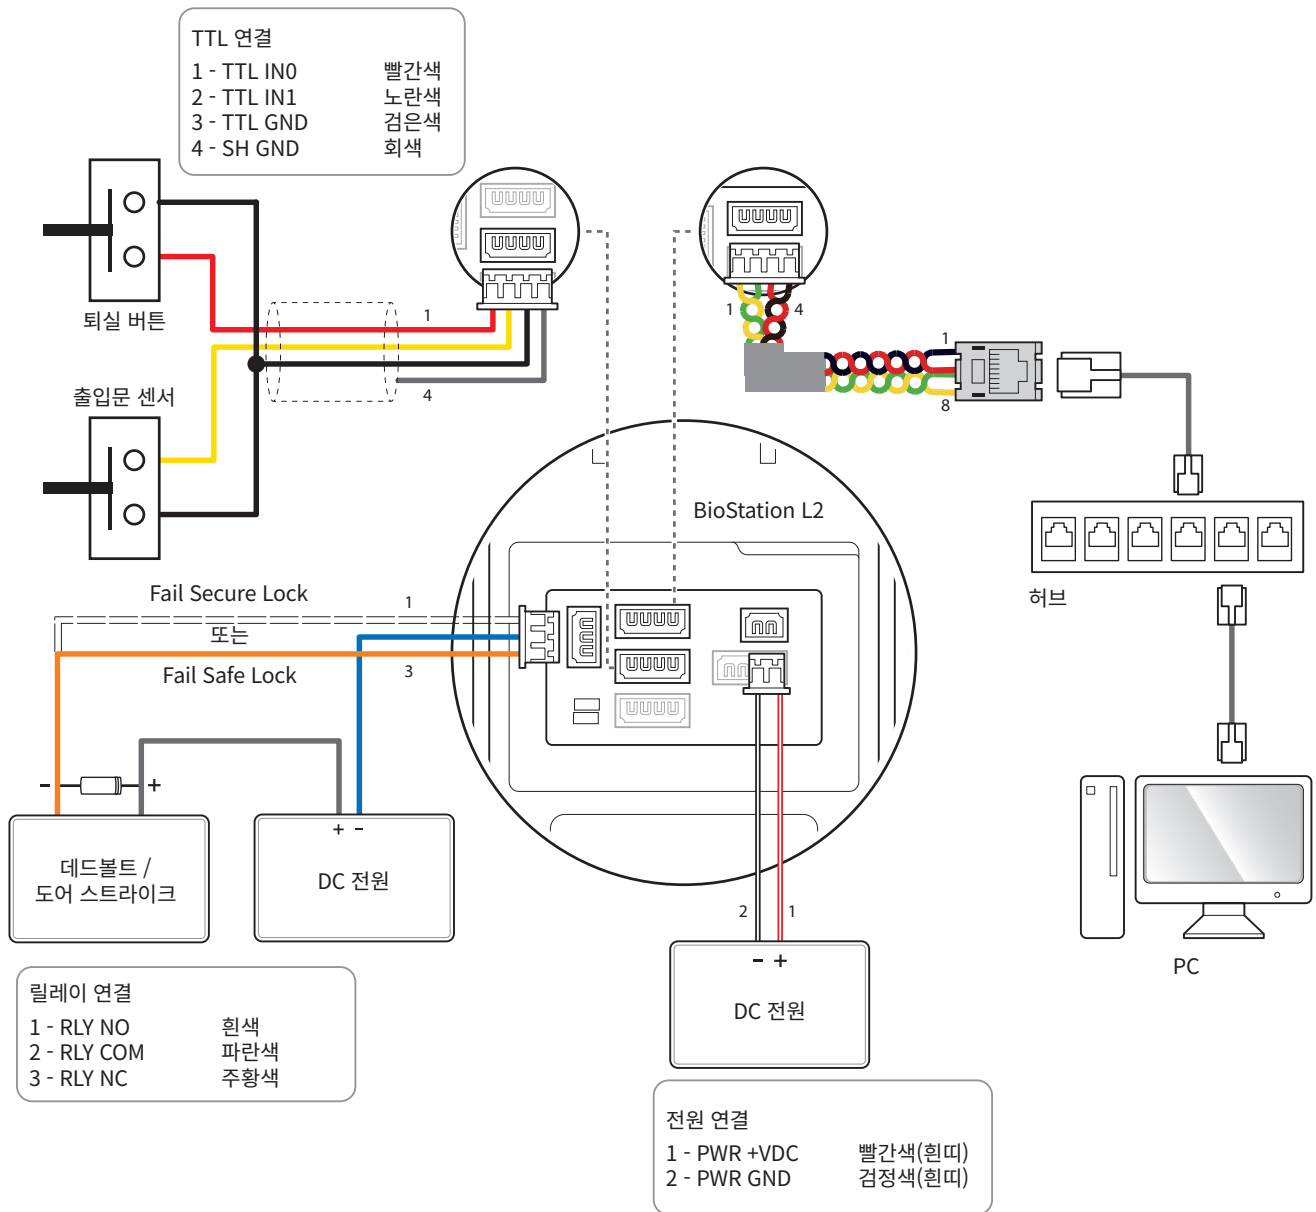 TTL 연결
1 - TTL IN0 빨간색
2 - TTL IN1 노란색
3 - TTL GND 검은색
4 - SH GND 회색
퇴실 버튼
1
4
출입문 센서
1
4
1
8
BioStation L2
허브
Fail Secure Lock
1
또는
Fail Safe Lock
3
- +
+ -
데드볼트 /
도어 스트라이크
DC 전원
2
1
- +
DC 전원
PC
릴레이 연결
1 - RLY NO 흰색
2 - RLY COM 파란색
3 - RLY NC 주황색
전원 연결
1 - PWR +VDC 빨간색(흰띠)
2 - PWR GND 검정색(흰띠)